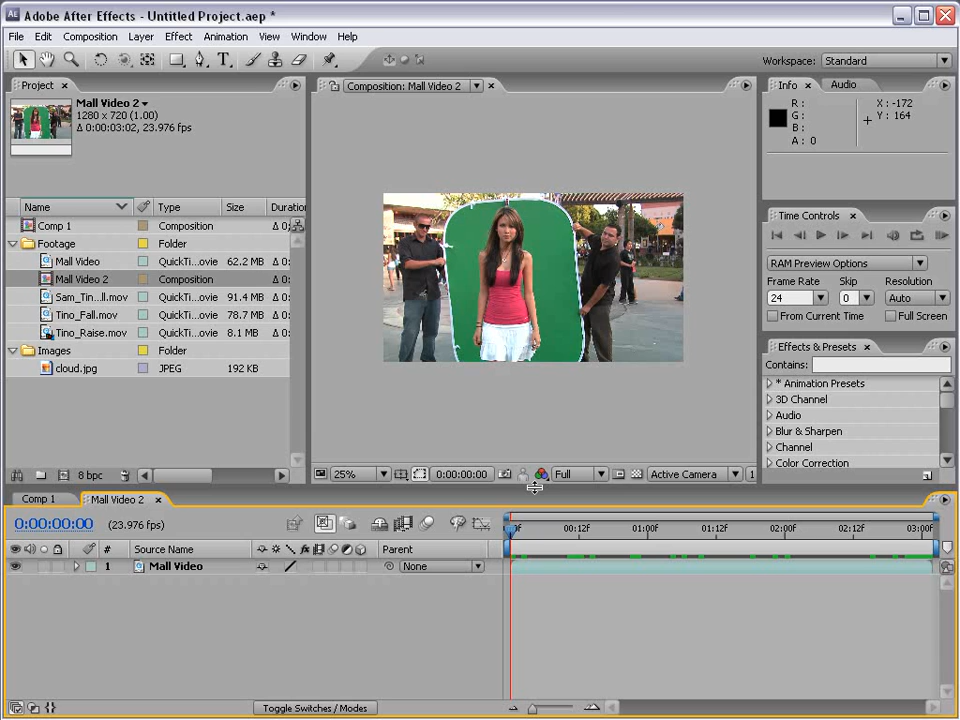 Adobe After Effects - Untitled Project.aep *
File Edit Composition Layer Effect Animation View Window Help
Workspace: Standard
Project ×
Mall Video 2
1280 x 720 (1.00)
Δ 0:00:03:02, 23.976 fps
Name Type Size Duration
Comp 1 Composition Δ 0:
Footage Folder
Mall Video QuickTi...ovie 62.2 MB Δ 0:
Mall Video 2 Composition Δ 0:
Sam_Tin...ll.mov QuickTi...ovie 91.4 MB Δ 0:
Tino_Fall.mov QuickTi...ovie 78.7 MB Δ 0:
Tino_Raise.mov QuickTi...ovie 8.1 MB Δ 0:
Images Folder
cloud.jpg JPEG 192 KB
8 bpc
Composition: Mall Video 2 ×
25% 0:00:00:00 Full Active Camera 1
Info × Audio
R : X : -172
G : Y : 164
B :
A : 0
Time Controls ×
RAM Preview Options
Frame Rate Skip Resolution
24 0 Auto
From Current Time Full Screen
Effects & Presets ×
Contains:
* Animation Presets
3D Channel
Audio
Blur & Sharpen
Channel
Color Correction
Comp 1 Mall Video 2 ×
0:00:00:00 (23.976 fps)
00:12f 01:00f 01:12f 02:00f 02:12f 03:00f
# Source Name Parent
1 Mall Video None
Toggle Switches / Modes